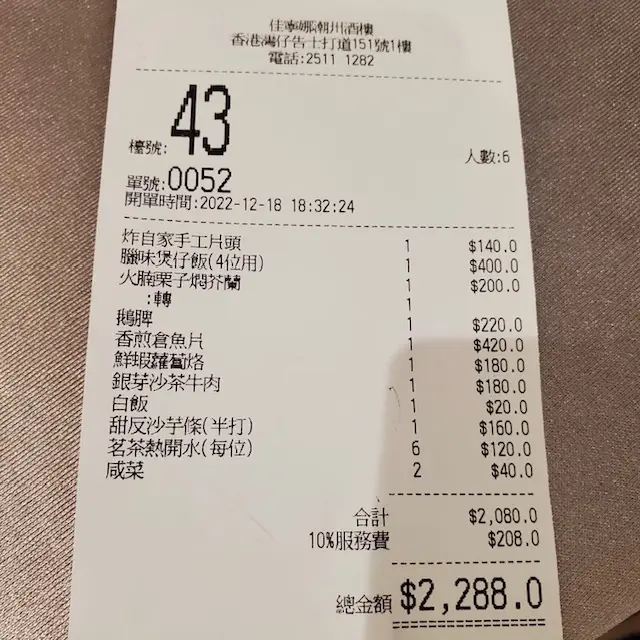 佳寧娜潮州酒樓
香港灣仔告士打道151號1樓
電話:2511 1282
檯號: 43 人數:6
單號:0052
開單時間:2022-12-18 18:32:24
炸自家手工片頭 1 $140.0
臘味煲仔飯(4位用) 1 $400.0
火腩栗子燜芥蘭 1 $200.0
:轉 1
鵝脾 1 $220.0
香煎倉魚片 1 $420.0
鮮蝦蘿蔔烙 1 $180.0
銀芽沙茶牛肉 1 $180.0
白飯 1 $20.0
甜反沙芋條(半打) 1 $160.0
茗茶熱開水(每位) 6 $120.0
咸菜 2 $40.0
合計 $2,080.0
10%服務費 $208.0
總金額 $2,288.0